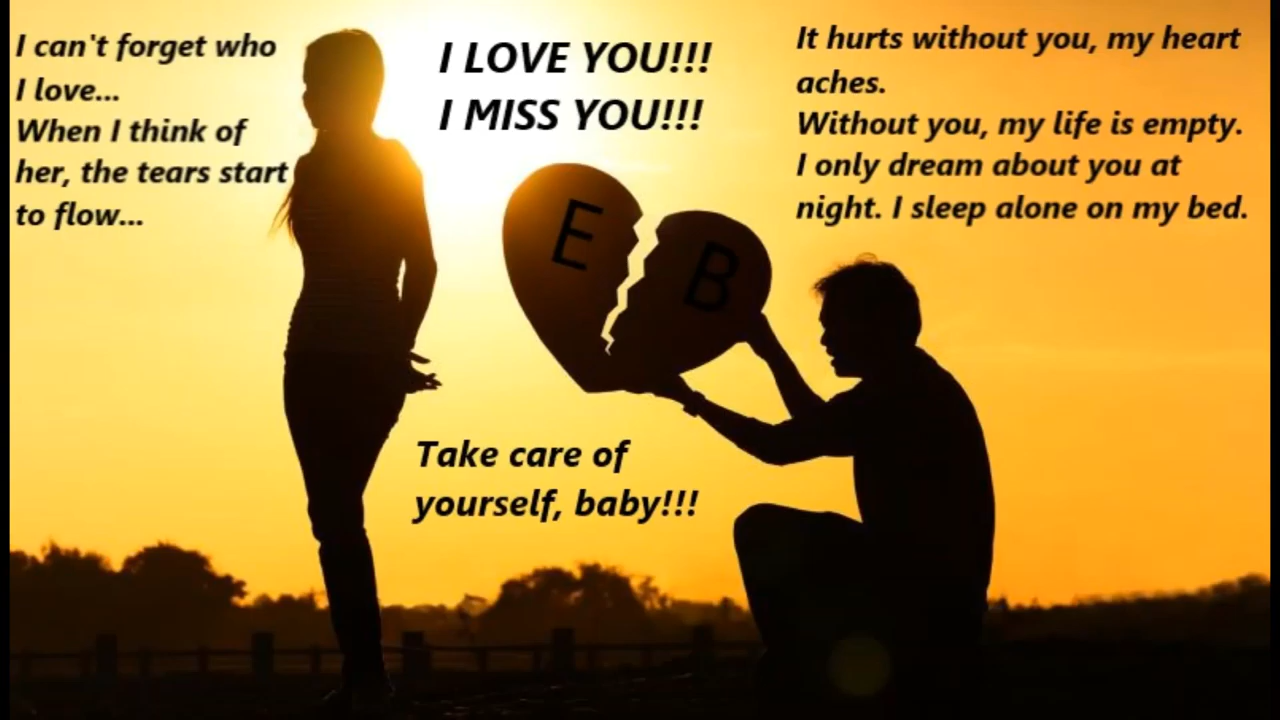 I can't forget who
I love...
When I think of
her, the tears start
to flow...
I LOVE YOU!!!
I MISS YOU!!!
It hurts without you, my heart
aches.
Without you, my life is empty.
I only dream about you at
night. I sleep alone on my bed.
E
B
Take care of
yourself, baby!!!